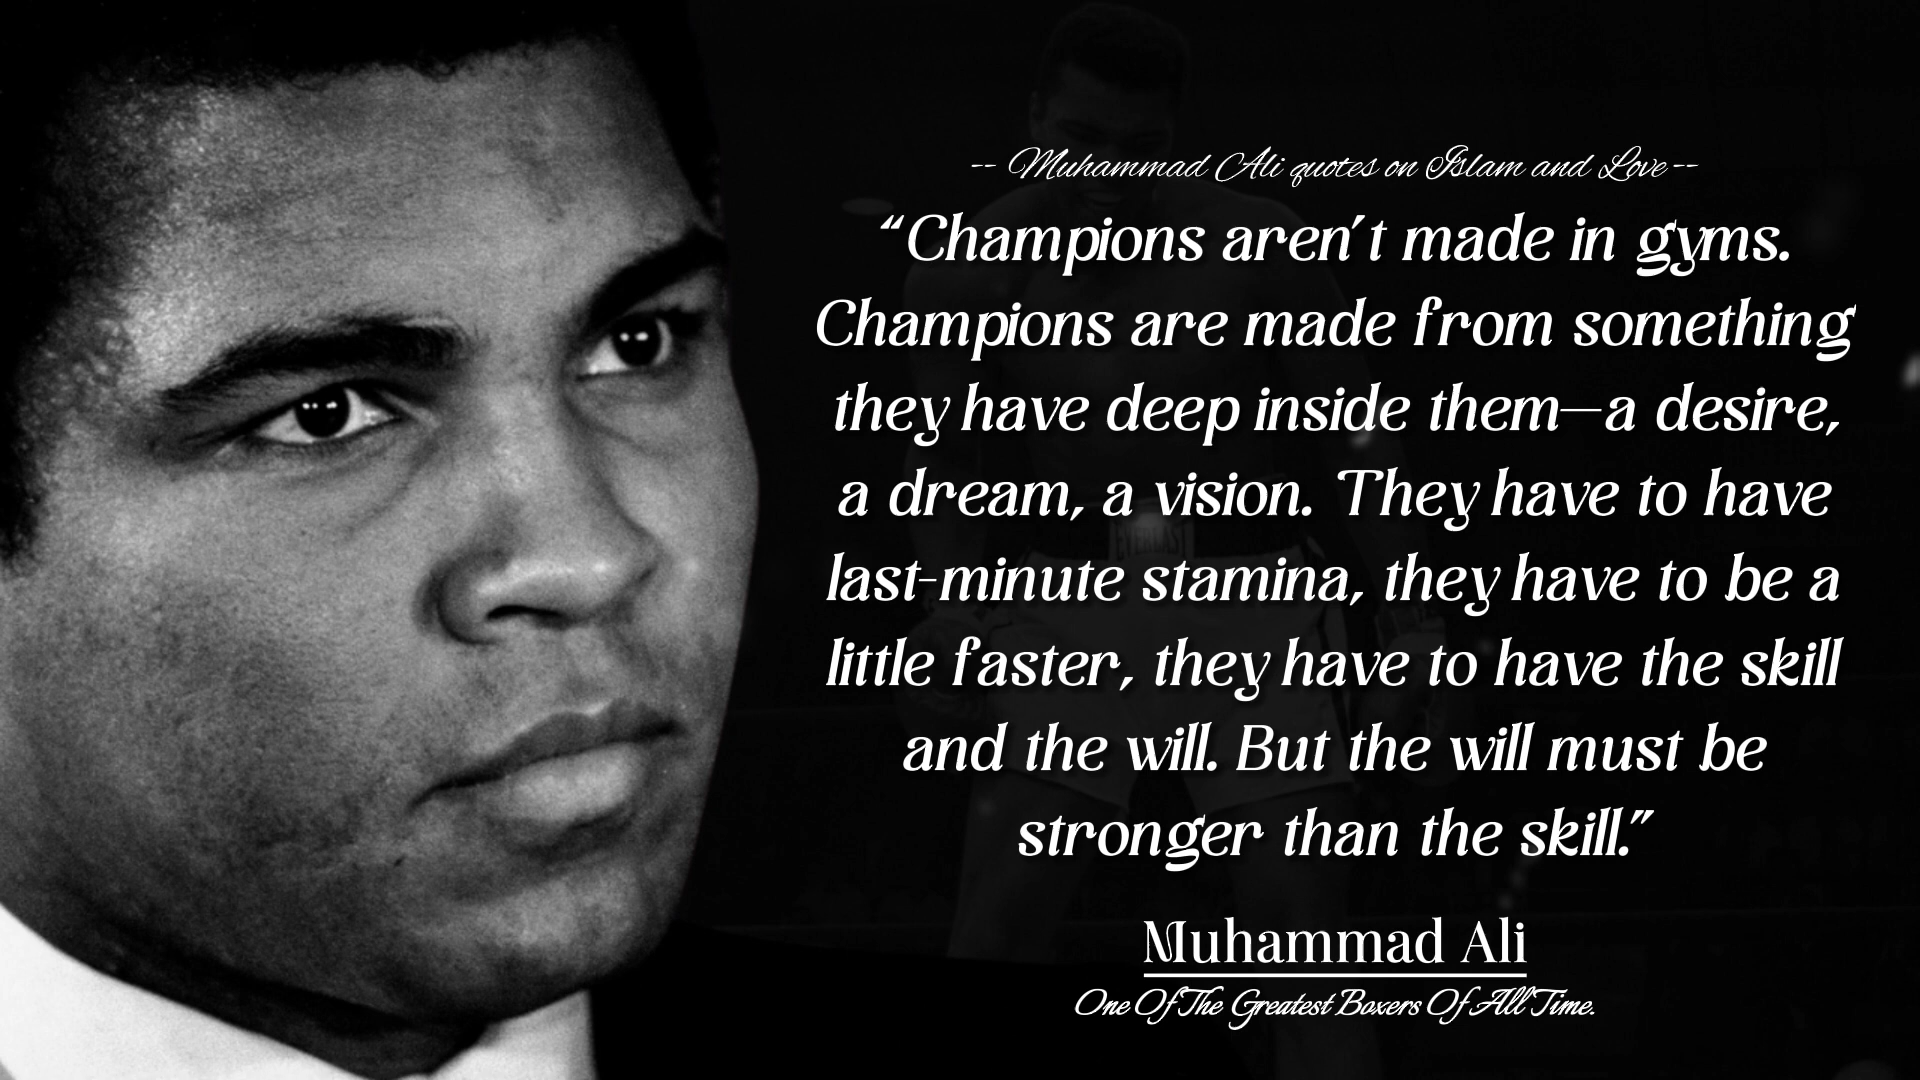 -- Muhammad Ali quotes on Islam and Love --
“Champions aren’t made in gyms.
Champions are made from something
they have deep inside them—a desire,
a dream, a vision. They have to have
last-minute stamina, they have to be a
little faster, they have to have the skill
and the will. But the will must be
stronger than the skill.”
Muhammad Ali
One Of The Greatest Boxers Of All Time.
EVERLAST